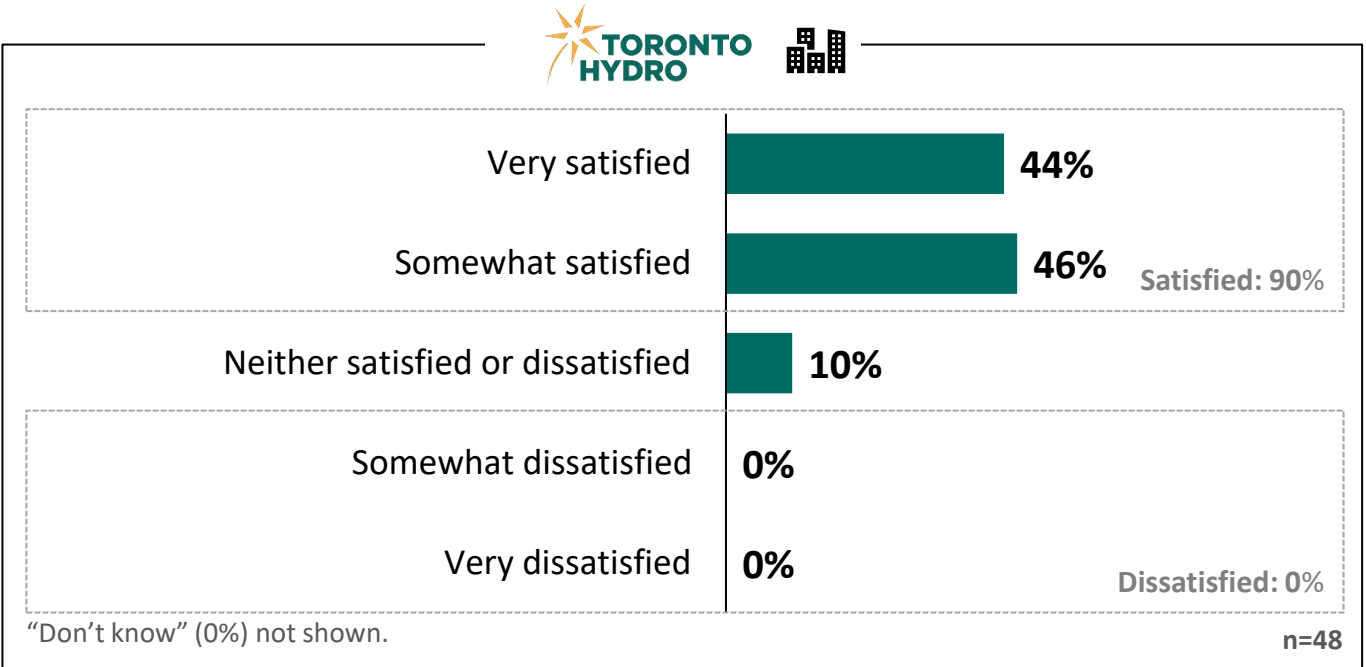 TORONTO
HYDRO
Very satisfied 44%
Somewhat satisfied 46%
Satisfied: 90%
Neither satisfied or dissatisfied 10%
Somewhat dissatisfied 0%
Very dissatisfied 0%
Dissatisfied: 0%
“Don’t know” (0%) not shown.
n=48